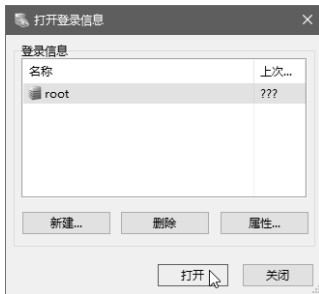 打开登录信息
登录信息
名称 上次...
root ???
新建... 删除 属性...
打开 关闭